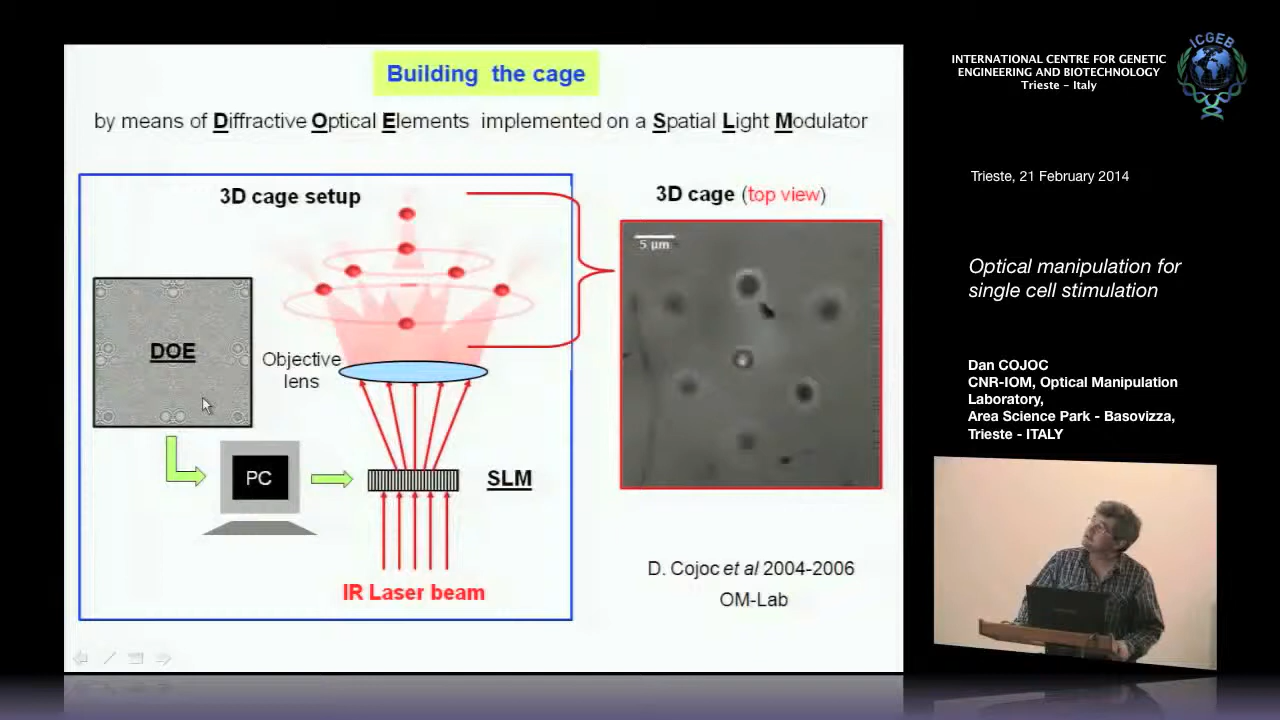 Building the cage
by means of Diffractive Optical Elements implemented on a Spatial Light Modulator
3D cage setup
DOE
Objective
lens
PC
SLM
IR Laser beam
3D cage (top view)
5 µm
D. Cojoc et al 2004-2006
OM-Lab
INTERNATIONAL CENTRE FOR GENETIC
ENGINEERING AND BIOTECHNOLOGY
Trieste - Italy
ICGEB
Trieste, 21 February 2014
Optical manipulation for
single cell stimulation
Dan COJOC
CNR-IOM, Optical Manipulation
Laboratory,
Area Science Park - Basovizza,
Trieste - ITALY